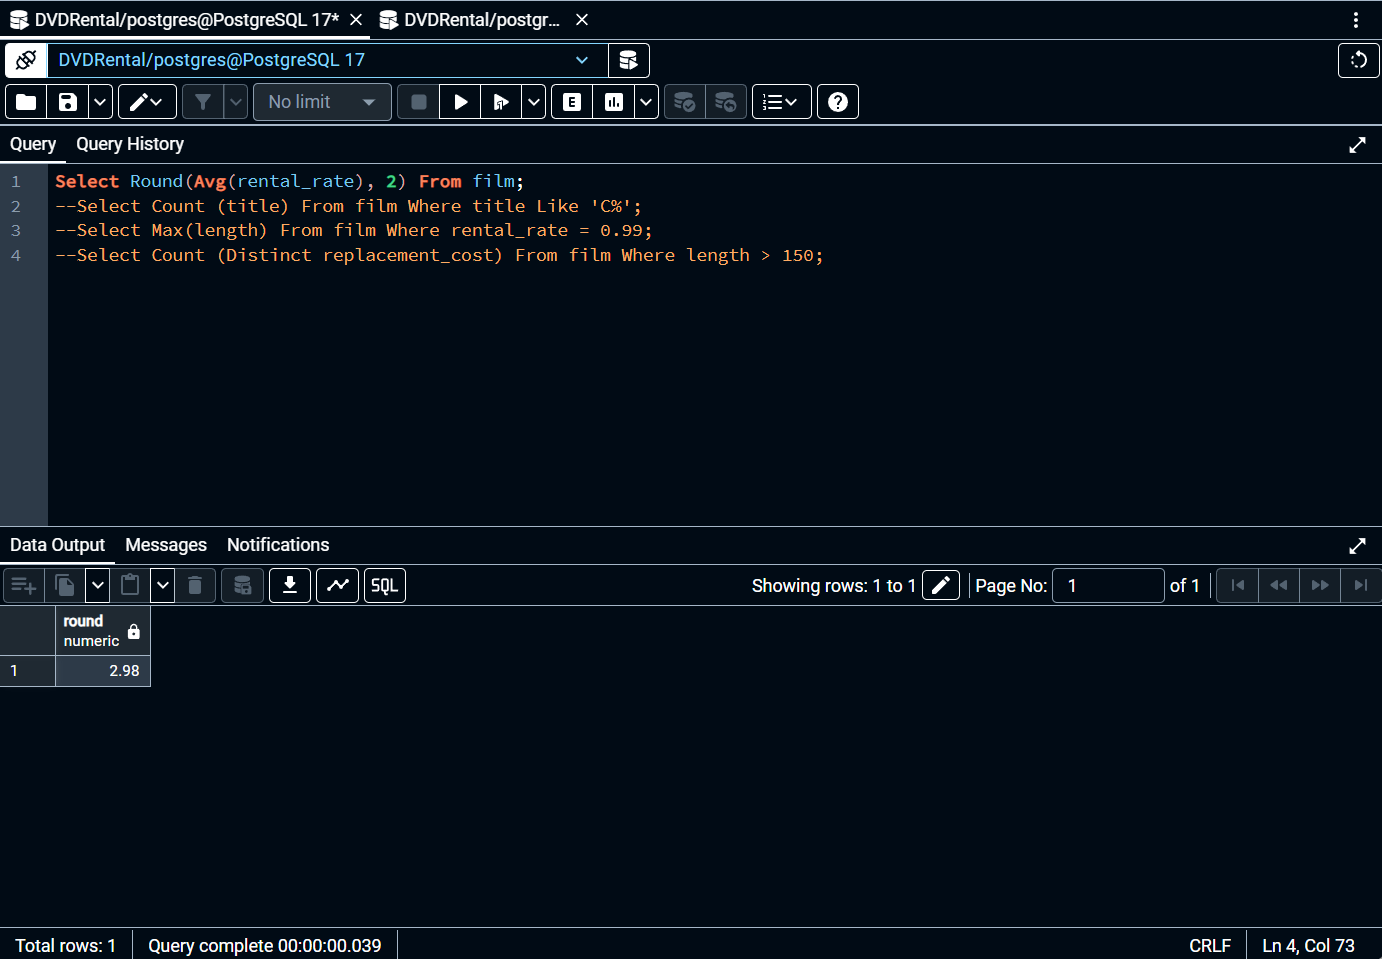 DVDRental/postgres@PostgreSQL 17* DVDRental/postgr...
DVDRental/postgres@PostgreSQL 17
No limit
Query Query History
1 Select Round(Avg(rental_rate), 2) From film;
2 --Select Count (title) From film Where title Like 'C%';
3 --Select Max(length) From film Where rental_rate = 0.99;
4 --Select Count (Distinct replacement_cost) From film Where length > 150;
Data Output Messages Notifications
SQL Showing rows: 1 to 1 Page No: 1 of 1
round
numeric
1 2.98
Total rows: 1 Query complete 00:00:00.039 CRLF Ln 4, Col 73